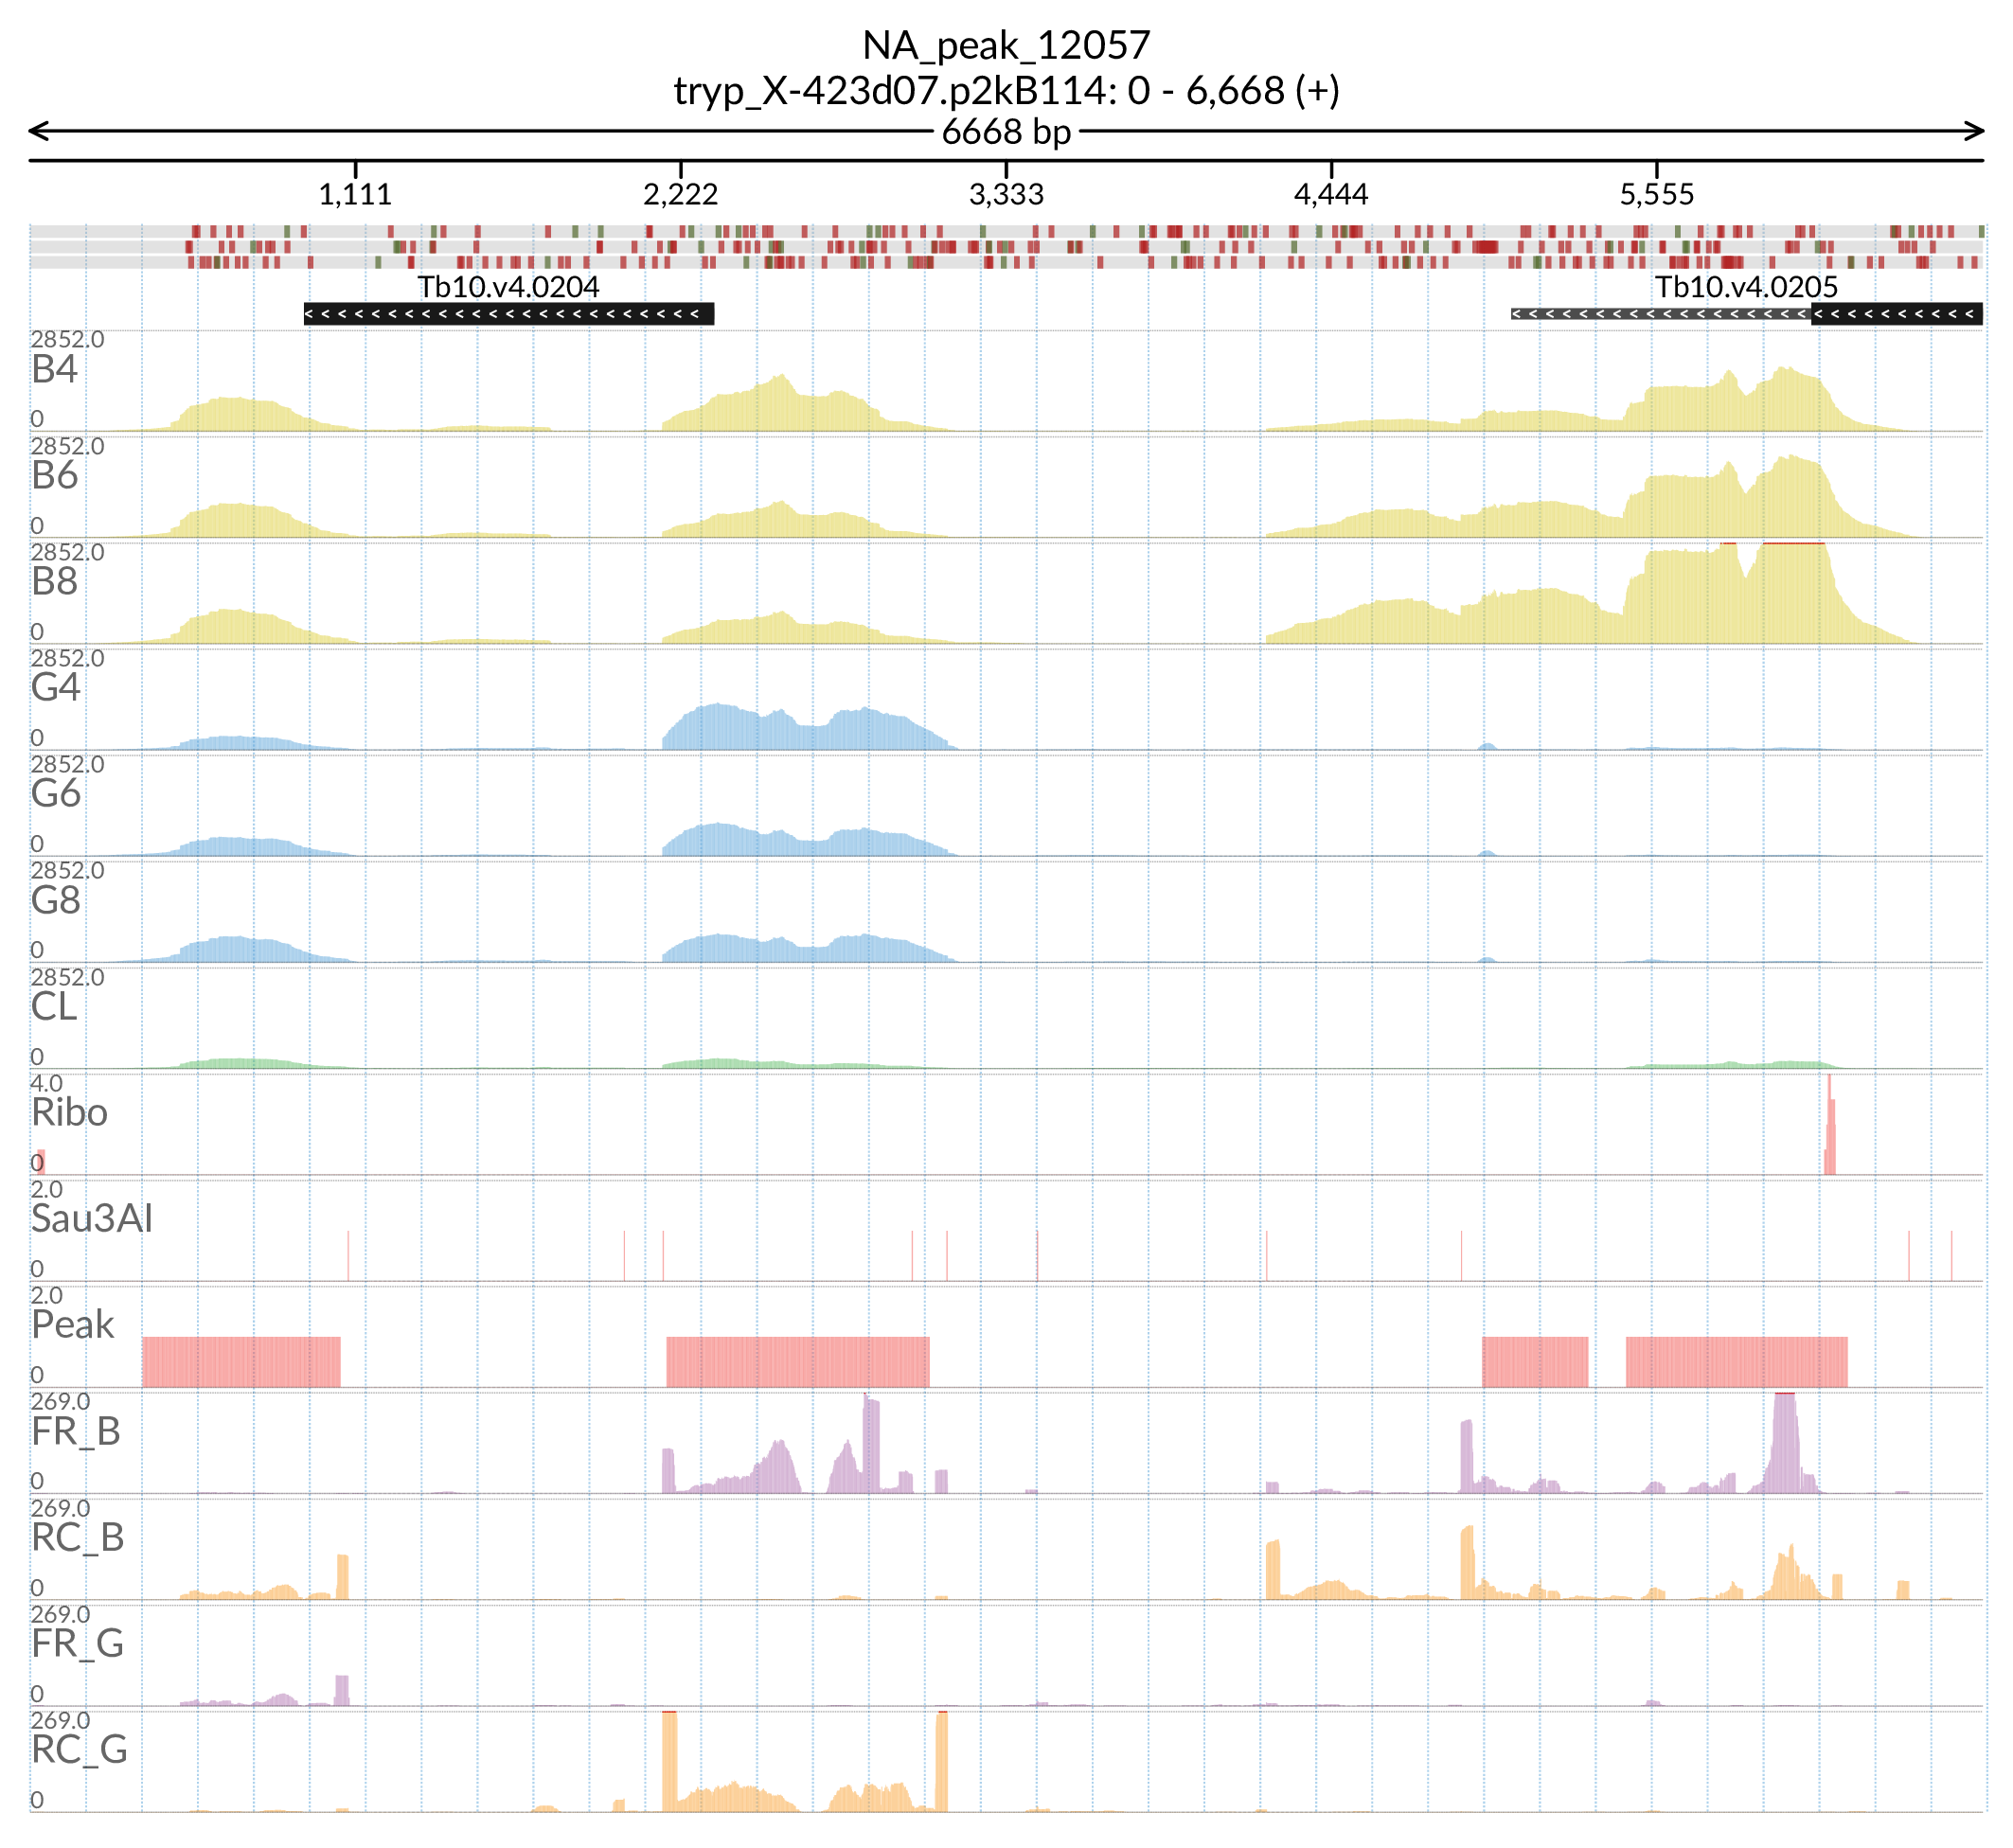 NA_peak_12057
tryp_X-423d07.p2kB114: 0 - 6,668 (+)
6668 bp
1,111 2,222 3,333 4,444 5,555
Tb10.v4.0204 Tb10.v4.0205
2852.0
B4
0
2852.0
B6
0
2852.0
B8
0
2852.0
G4
0
2852.0
G6
0
2852.0
G8
0
2852.0
CL
0
4.0
Ribo
0
2.0
Sau3AI
0
2.0
Peak
0
269.0
FR_B
0
269.0
RC_B
0
269.0
FR_G
0
269.0
RC_G
0